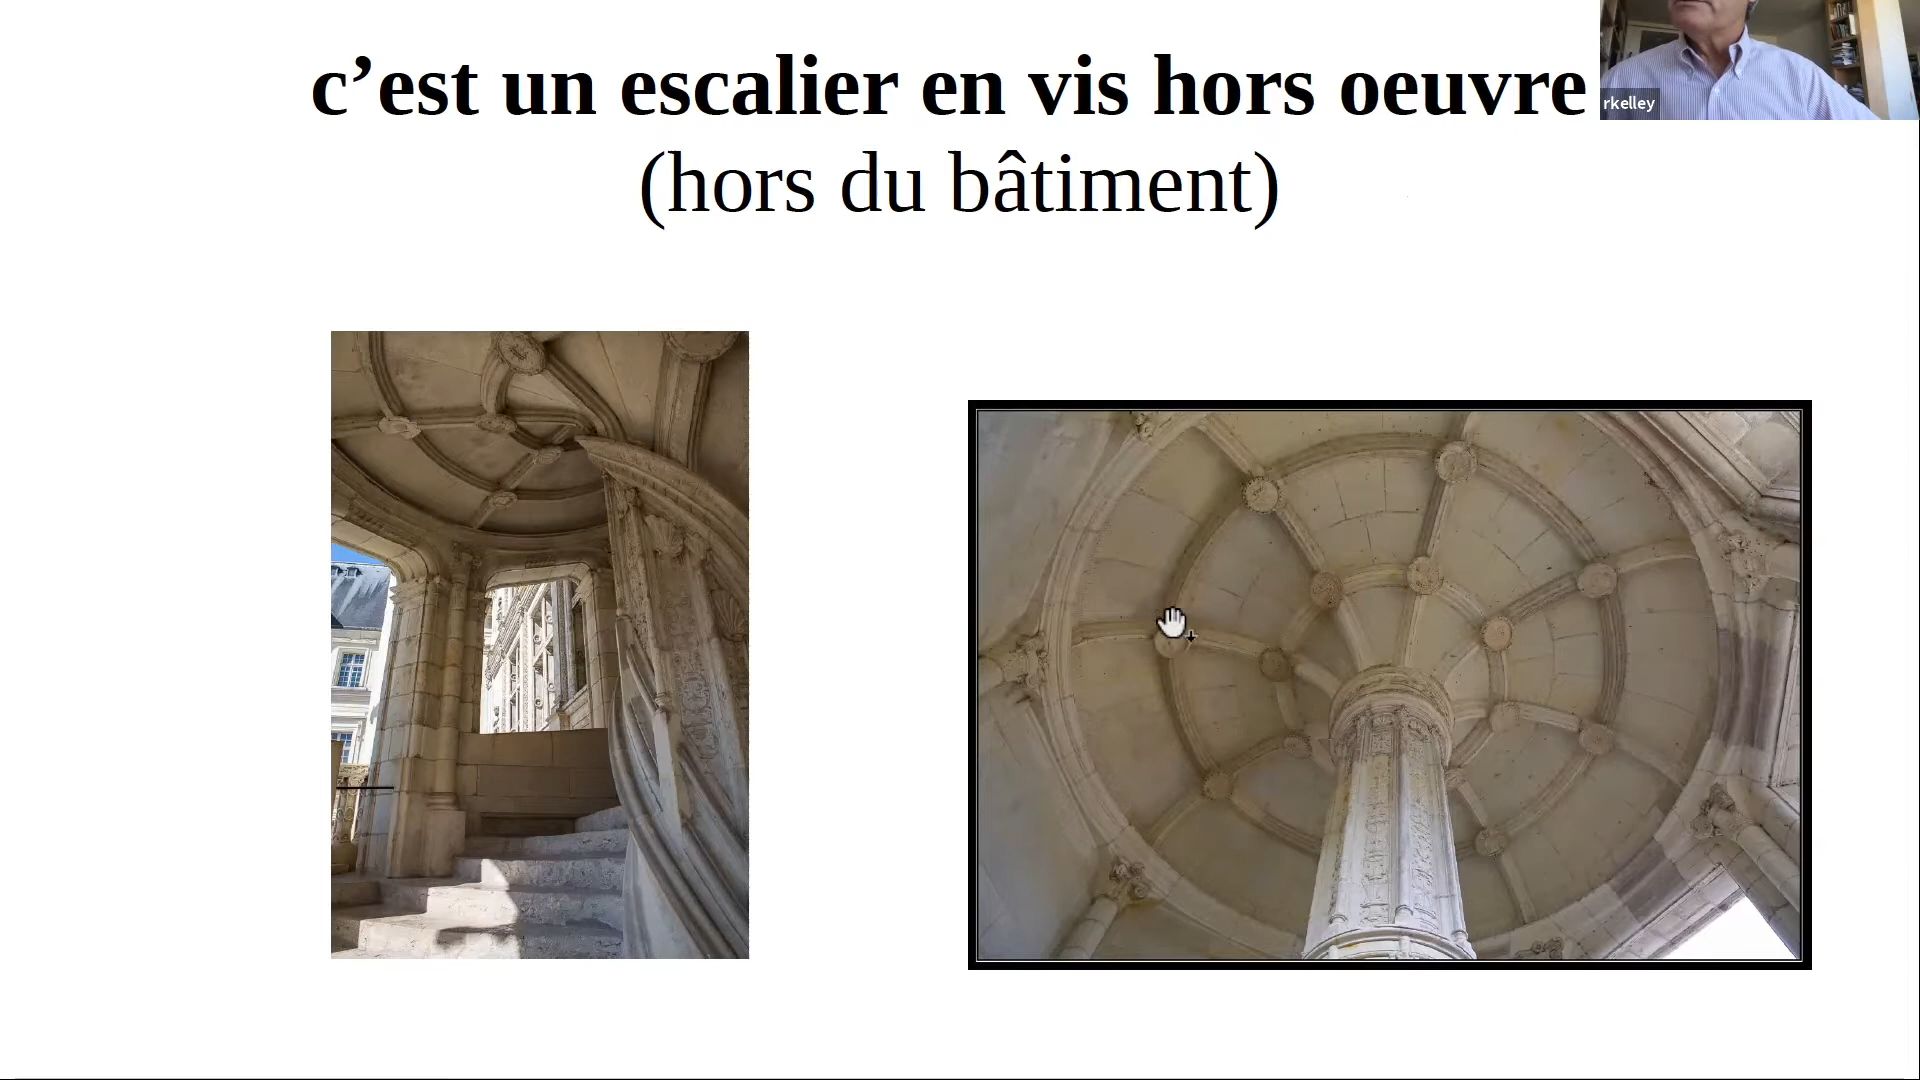 c’est un escalier en vis hors oeuvre
(hors du bâtiment)
rkelley